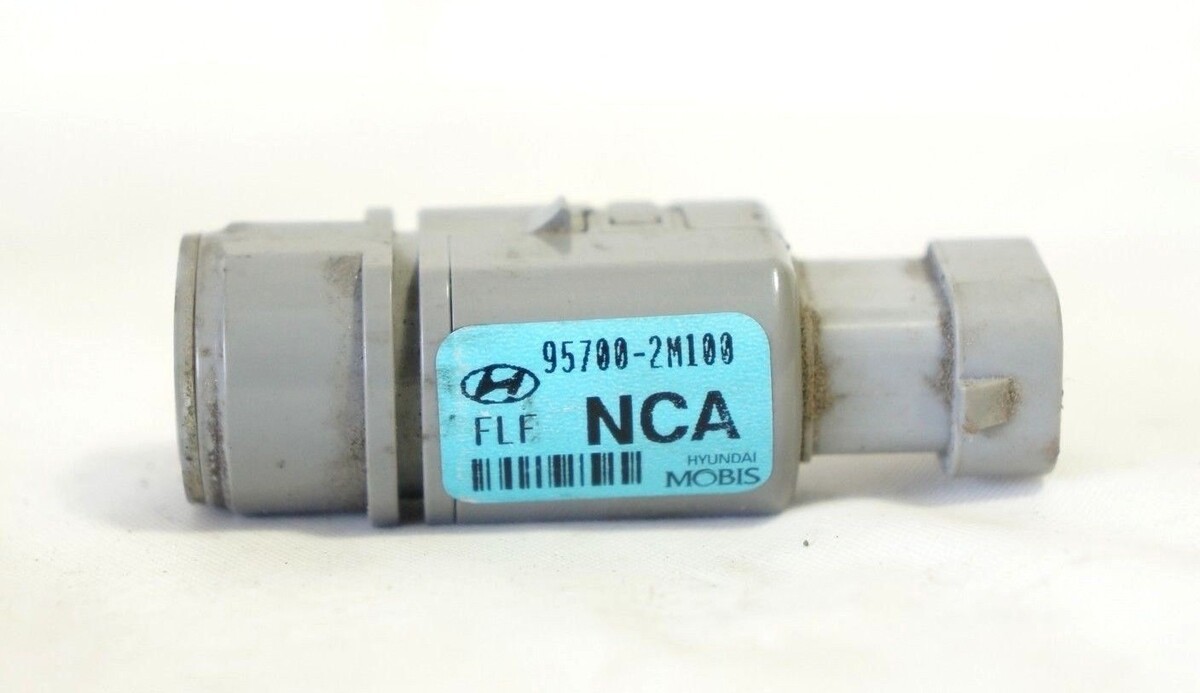 95700-2M100
FLF NCA
HYUNDAI
MOBIS